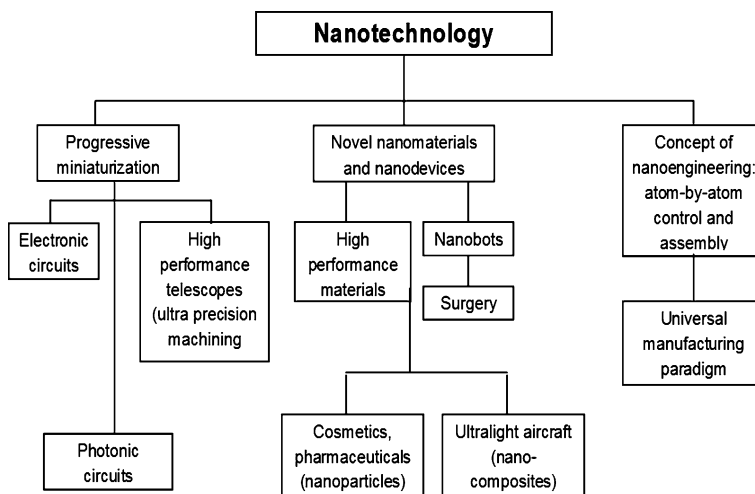 Nanotechnology
Progressive
miniaturization
Novel nanomaterials
and nanodevices
Concept of
nanoengineering:
atom-by-atom
control and
assembly
Electronic
circuits
High
performance
telescopes
(ultra precision
machining
High
performance
materials
Nanobots
Surgery
Universal
manufacturing
paradigm
Photonic
circuits
Cosmetics,
pharmaceuticals
(nanoparticles)
Ultralight aircraft
(nano-
composites)